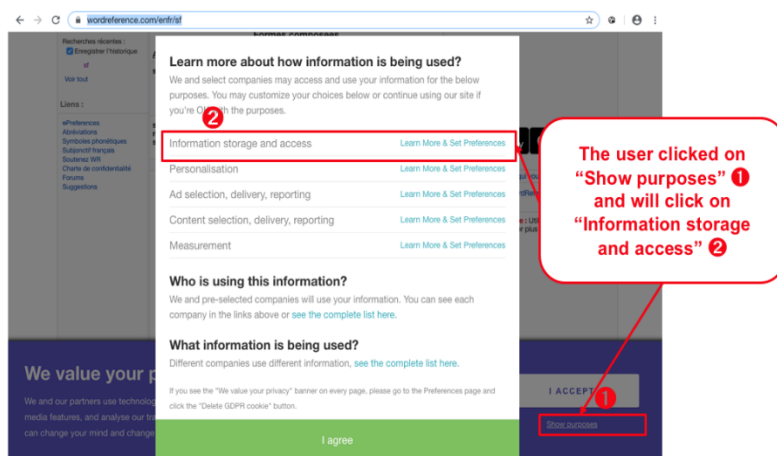 wordreference.com/enfr/sf
Formes composées
Recherches récentes :
Enregistrer l'historique
sf
Voir tout
Liens :
ePreferences
Abréviations
Symboles phonétiques
Subjonctif français
Soutenez WR
Charte de confidentialité
Forums
Suggestions
Learn more about how information is being used?
We and select companies may access and use your information for the below
purposes. You may customize your choices below or continue using our site if
you're OK with the purposes.
2
Information storage and access Learn More & Set Preferences
Personalisation Learn More & Set Preferences
Ad selection, delivery, reporting Learn More & Set Preferences
Content selection, delivery, reporting Learn More & Set Preferences
Measurement Learn More & Set Preferences
Who is using this information?
We and pre-selected companies will use your information. You can see each
company in the links above or see the complete list here.
What information is being used?
Different companies use different information, see the complete list here.
If you see the "We value your privacy" banner on every page, please go to the Preferences page and
click the "Delete GDPR cookie" button.
I agree
The user clicked on
“Show purposes” 1
and will click on
“Information storage
and access” 2
We value your p
We and our partners use technolog
media features, and analyse our tra
can change your mind and change
I ACCEPT
1
Show purposes